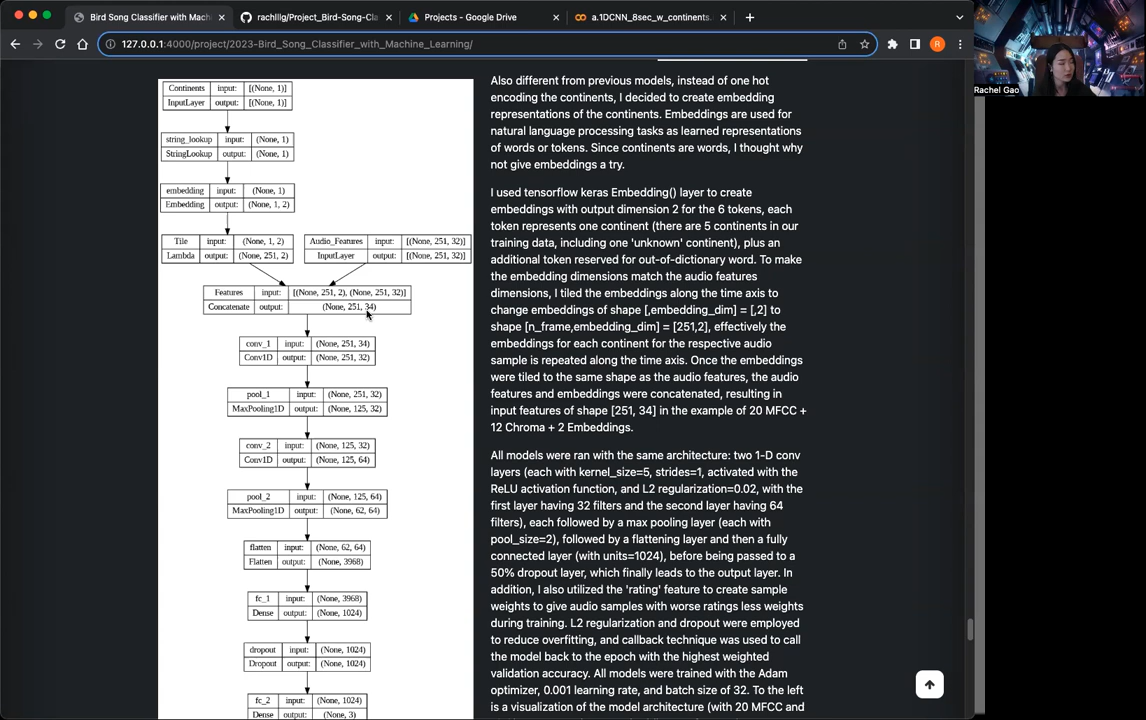 Bird Song Classifier with Mach
rachllg/Project_Bird-Song-Cla
Projects - Google Drive
a.1DCNN_8sec_w_continents.
127.0.0.1:4000/project/2023-Bird_Song_Classifier_with_Machine_Learning/
R
Rachel Gao
Continents input: [(None, 1)]
InputLayer output: [(None, 1)]
string_lookup input: (None, 1)
StringLookup output: (None, 1)
embedding input: (None, 1)
Embedding output: (None, 1, 2)
Tile input: (None, 1, 2)
Lambda output: (None, 251, 2)
Audio_Features input: [(None, 251, 32)]
InputLayer output: [(None, 251, 32)]
Features input: [(None, 251, 2), (None, 251, 32)]
Concatenate output: (None, 251, 34)
conv_1 input: (None, 251, 34)
Conv1D output: (None, 251, 32)
pool_1 input: (None, 251, 32)
MaxPooling1D output: (None, 125, 32)
conv_2 input: (None, 125, 32)
Conv1D output: (None, 125, 64)
pool_2 input: (None, 125, 64)
MaxPooling1D output: (None, 62, 64)
flatten input: (None, 62, 64)
Flatten output: (None, 3968)
fc_1 input: (None, 3968)
Dense output: (None, 1024)
dropout input: (None, 1024)
Dropout output: (None, 1024)
fc_2 input: (None, 1024)
Dense output: (None, 3)
Also different from previous models, instead of one hot
encoding the continents, I decided to create embedding
representations of the continents. Embeddings are used for
natural language processing tasks as learned representations
of words or tokens. Since continents are words, I thought why
not give embeddings a try.
I used tensorflow keras Embedding() layer to create
embeddings with output dimension 2 for the 6 tokens, each
token represents one continent (there are 5 continents in our
training data, including one 'unknown' continent), plus an
additional token reserved for out-of-dictionary word. To make
the embedding dimensions match the audio features
dimensions, I tiled the embeddings along the time axis to
change embeddings of shape [,embedding_dim] = [,2] to
shape [n_frame,embedding_dim] = [251,2], effectively the
embeddings for each continent for the respective audio
sample is repeated along the time axis. Once the embeddings
were tiled to the same shape as the audio features, the audio
features and embeddings were concatenated, resulting in
input features of shape [251, 34] in the example of 20 MFCC +
12 Chroma + 2 Embeddings.
All models were ran with the same architecture: two 1-D conv
layers (each with kernel_size=5, strides=1, activated with the
ReLU activation function, and L2 regularization=0.02, with the
first layer having 32 filters and the second layer having 64
filters), each followed by a max pooling layer (each with
pool_size=2), followed by a flattening layer and then a fully
connected layer (with units=1024), before being passed to a
50% dropout layer, which finally leads to the output layer. In
addition, I also utilized the 'rating' feature to create sample
weights to give audio samples with worse ratings less weights
during training. L2 regularization and dropout were employed
to reduce overfitting, and callback technique was used to call
the model back to the epoch with the highest weighted
validation accuracy. All models were trained with the Adam
optimizer, 0.001 learning rate, and batch size of 32. To the left
is a visualization of the model architecture (with 20 MFCC and